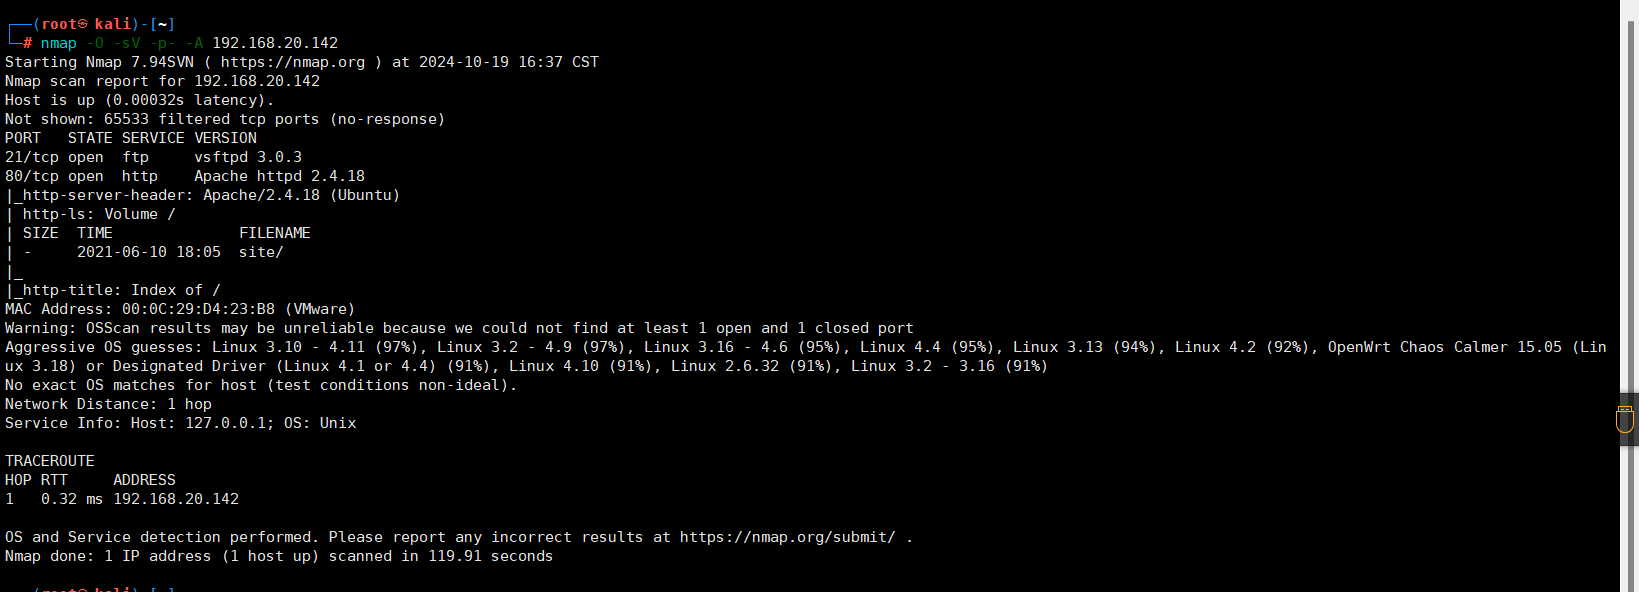 ┌──(root㉿kali)-[~]
└─# nmap -O -sV -p- -A 192.168.20.142
Starting Nmap 7.94SVN ( https://nmap.org ) at 2024-10-19 16:37 CST
Nmap scan report for 192.168.20.142
Host is up (0.00032s latency).
Not shown: 65533 filtered tcp ports (no-response)
PORT   STATE SERVICE VERSION
21/tcp open  ftp     vsftpd 3.0.3
80/tcp open  http    Apache httpd 2.4.18
|_http-server-header: Apache/2.4.18 (Ubuntu)
| http-ls: Volume /
| SIZE  TIME              FILENAME
| -     2021-06-10 18:05  site/
|_
|_http-title: Index of /
MAC Address: 00:0C:29:D4:23:B8 (VMware)
Warning: OSScan results may be unreliable because we could not find at least 1 open and 1 closed port
Aggressive OS guesses: Linux 3.10 - 4.11 (97%), Linux 3.2 - 4.9 (97%), Linux 3.16 - 4.6 (95%), Linux 4.4 (95%), Linux 3.13 (94%), Linux 4.2 (92%), OpenWrt Chaos Calmer 15.05 (Lin
ux 3.18) or Designated Driver (Linux 4.1 or 4.4) (91%), Linux 4.10 (91%), Linux 2.6.32 (91%), Linux 3.2 - 3.16 (91%)
No exact OS matches for host (test conditions non-ideal).
Network Distance: 1 hop
Service Info: Host: 127.0.0.1; OS: Unix

TRACEROUTE
HOP RTT     ADDRESS
1   0.32 ms 192.168.20.142

OS and Service detection performed. Please report any incorrect results at https://nmap.org/submit/ .
Nmap done: 1 IP address (1 host up) scanned in 119.91 seconds

┌──(root㉿kali)-[~]